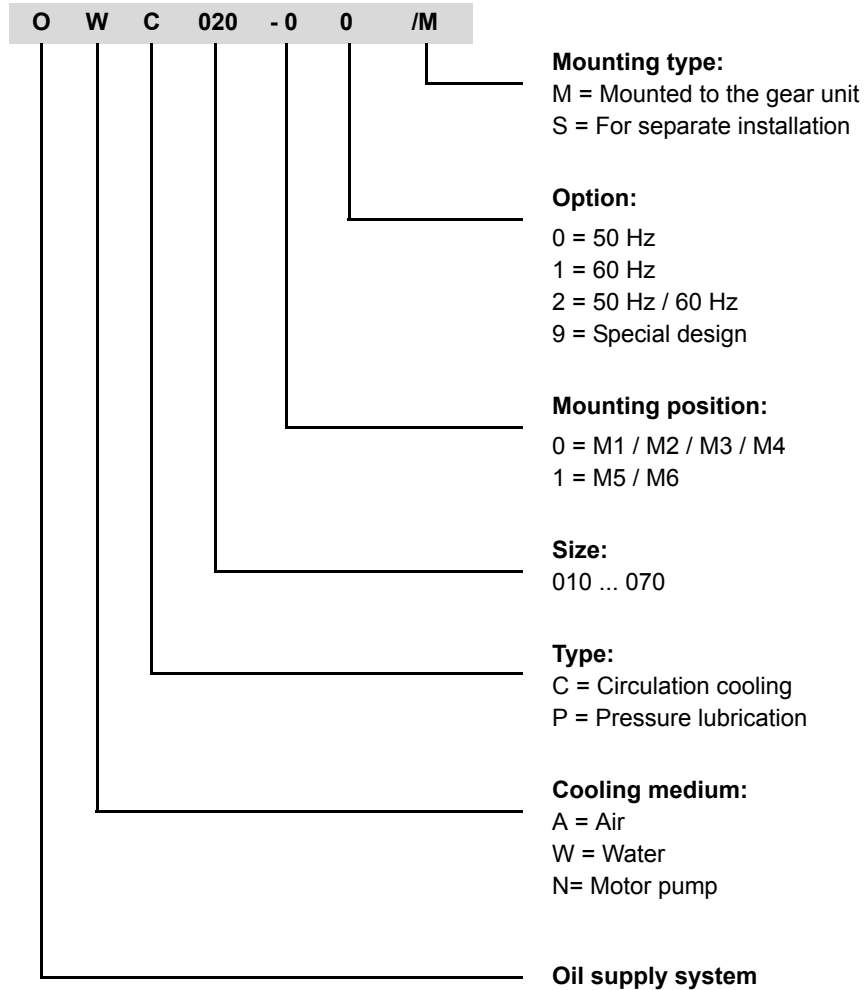 O W C 020 - 0 0 /M
Mounting type:
M = Mounted to the gear unit
S = For separate installation
Option:
0 = 50 Hz
1 = 60 Hz
2 = 50 Hz / 60 Hz
9 = Special design
Mounting position:
0 = M1 / M2 / M3 / M4
1 = M5 / M6
Size:
010 ... 070
Type:
C = Circulation cooling
P = Pressure lubrication
Cooling medium:
A = Air
W = Water
N= Motor pump
Oil supply system